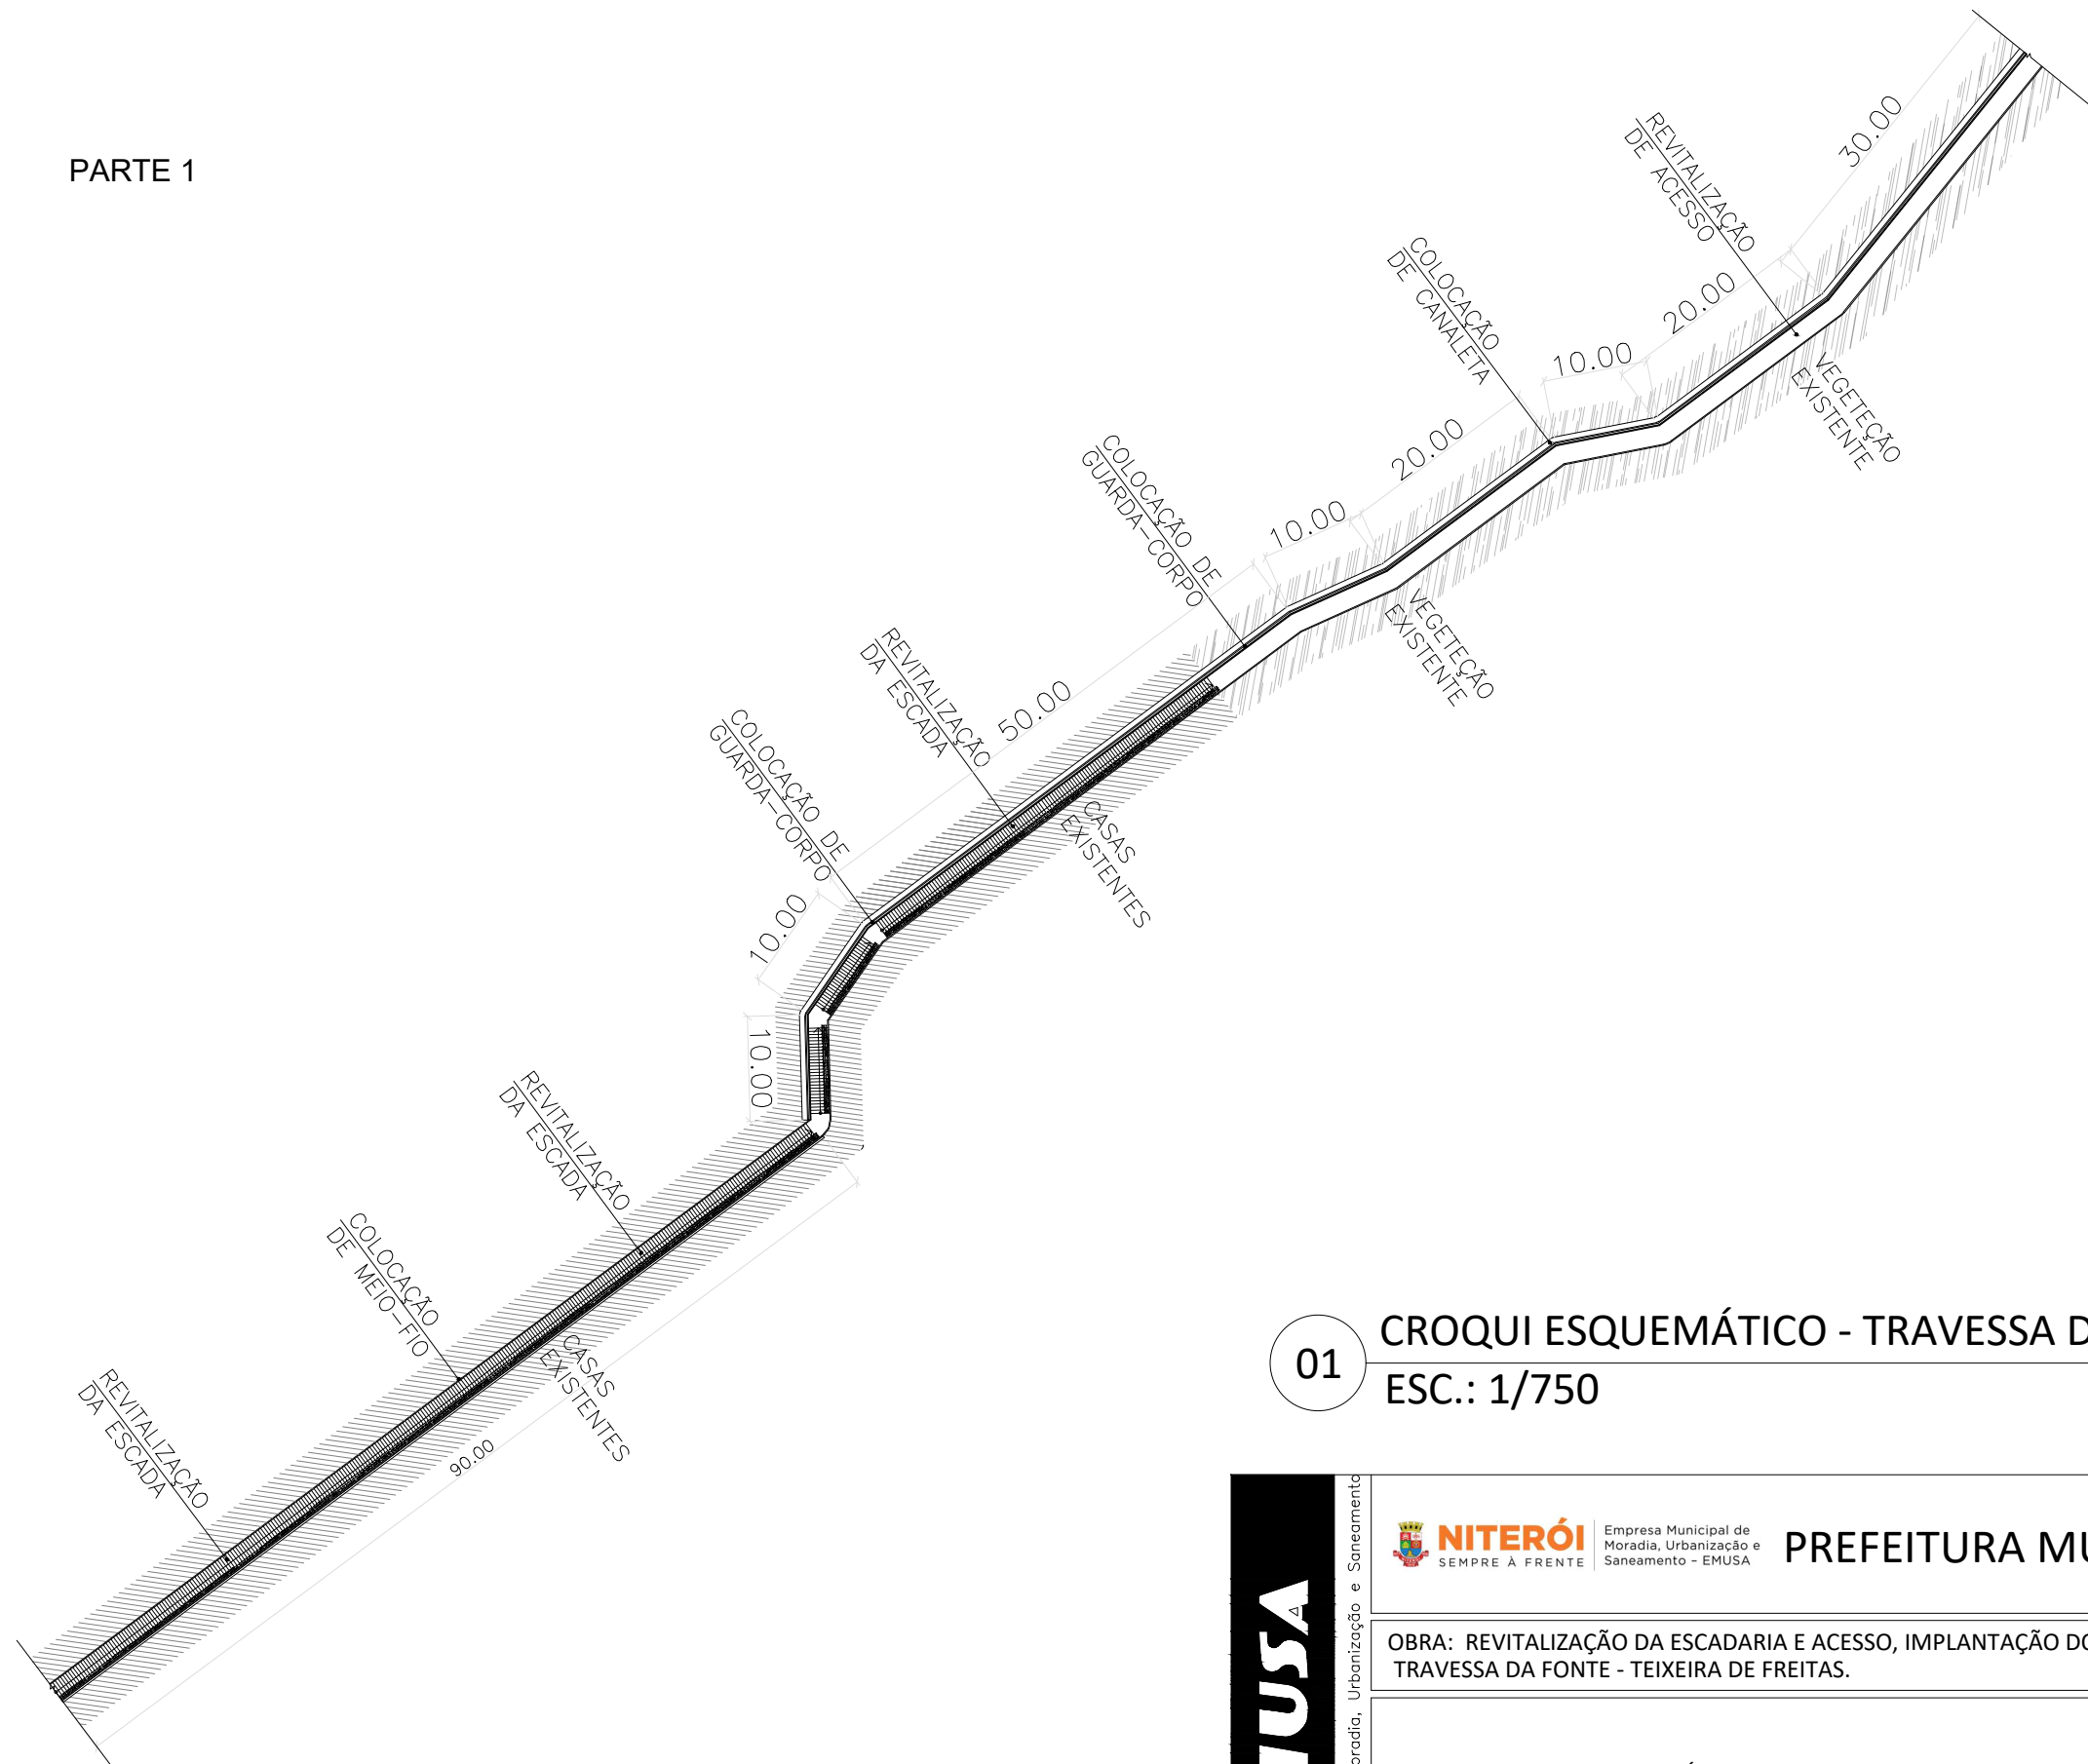 PARTE 1
30.00
REVITALIZAÇÃO
DE ACESSO
20.00
COLOCAÇÃO
DE CANALETA
10.00
VEGETEÇÃO
EXISTENTE
20.00
COLOCAÇÃO DE
GUARDA-CORPO
10.00
VEGETEÇÃO
EXISTENTE
REVITALIZAÇÃO
DA ESCADA
50.00
COLOCAÇÃO DE
GUARDA-CORPO
CASAS
EXISTENTES
10.00
10.00
REVITALIZAÇÃO
DA ESCADA
COLOCAÇÃO
DE MEIO-FIO
CASAS
EXISTENTES
90.00
REVITALIZAÇÃO
DA ESCADA
01
CROQUI ESQUEMÁTICO - TRAVESSA D
ESC.: 1/750
USA
oradia, Urbanização e Saneamento
NITERÓI
SEMPRE À FRENTE
Empresa Municipal de
Moradia, Urbanização e
Saneamento - EMUSA
PREFEITURA MU
OBRA: REVITALIZAÇÃO DA ESCADARIA E ACESSO, IMPLANTAÇÃO DO
TRAVESSA DA FONTE - TEIXEIRA DE FREITAS.